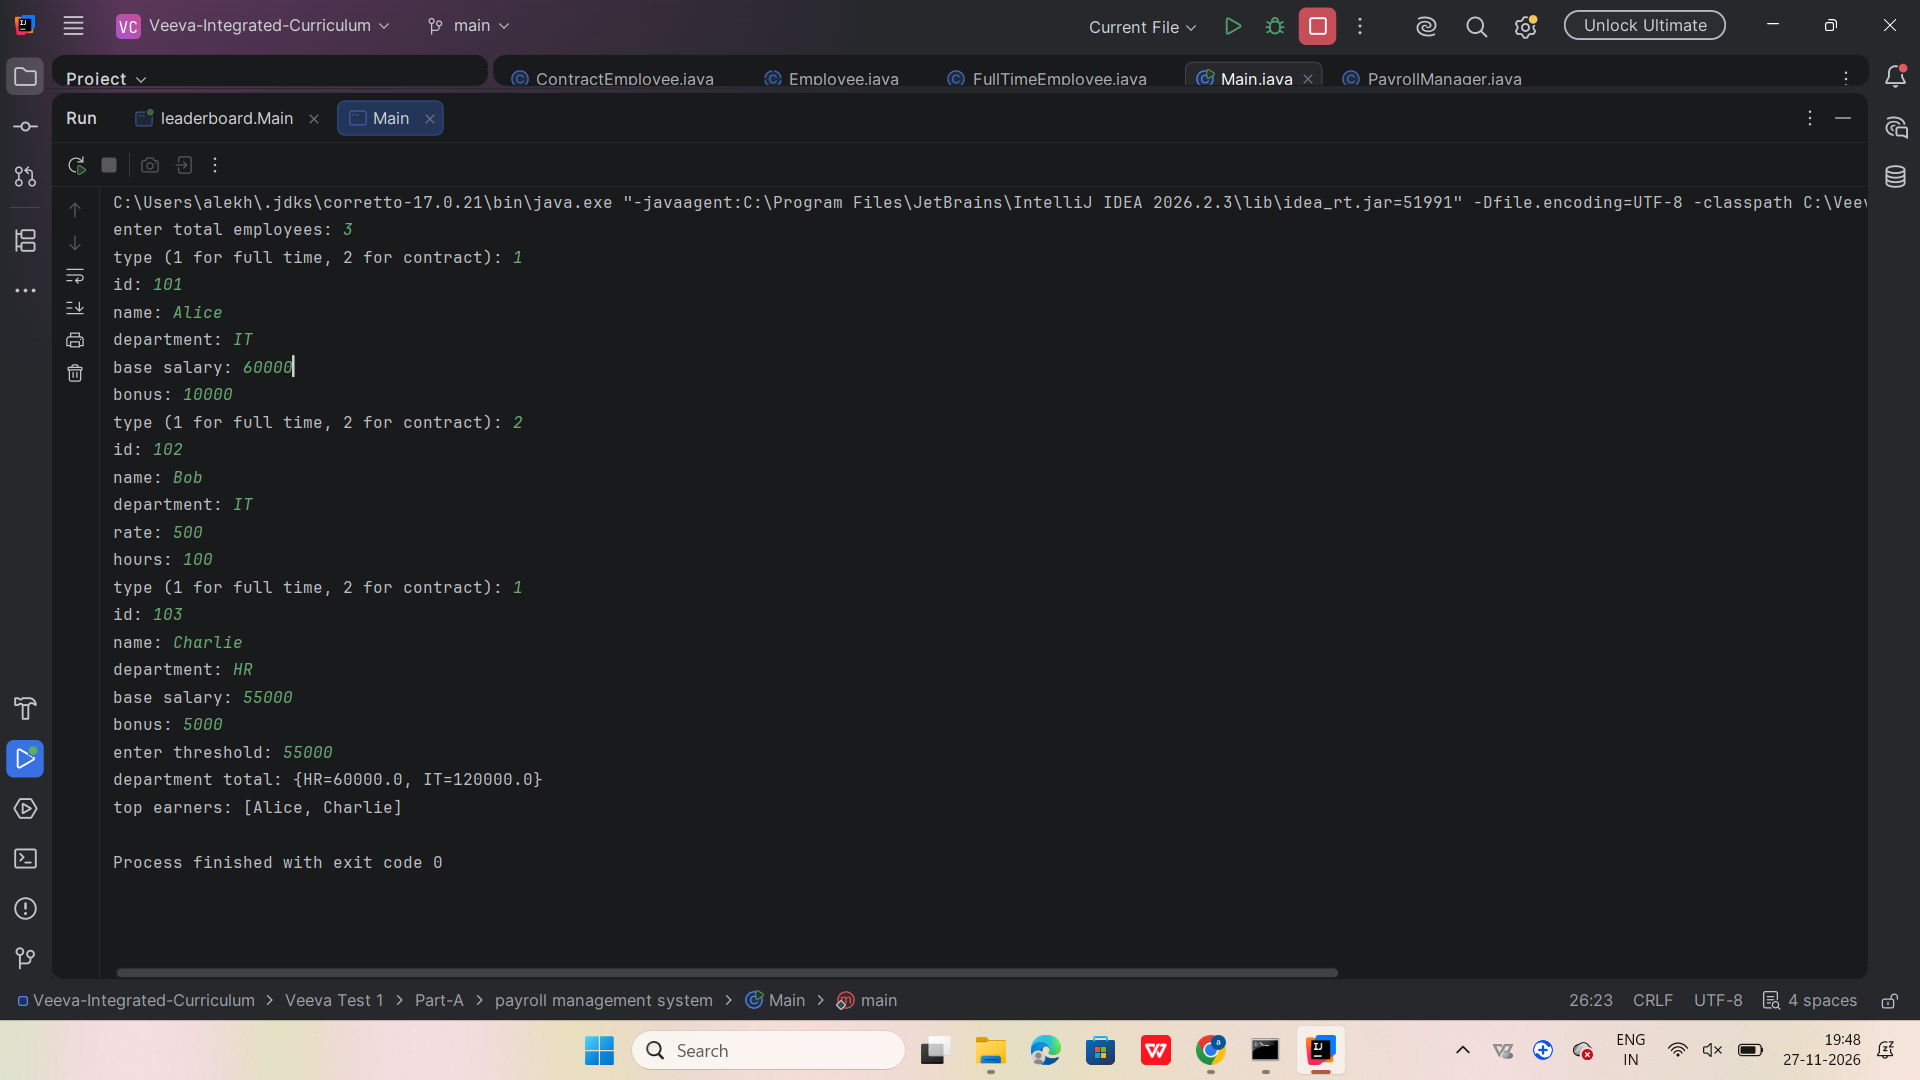 VC Veeva-Integrated-Curriculum main Current File Unlock Ultimate
Project ContractEmployee.java Employee.java FullTimeEmployee.java Main.java PayrollManager.java
Run leaderboard.Main Main
C:\Users\alekh\.jdks\corretto-17.0.21\bin\java.exe "-javaagent:C:\Program Files\JetBrains\IntelliJ IDEA 2026.2.3\lib\idea_rt.jar=51991" -Dfile.encoding=UTF-8 -classpath C:\Veev
enter total employees: 3
type (1 for full time, 2 for contract): 1
id: 101
name: Alice
department: IT
base salary: 60000
bonus: 10000
type (1 for full time, 2 for contract): 2
id: 102
name: Bob
department: IT
rate: 500
hours: 100
type (1 for full time, 2 for contract): 1
id: 103
name: Charlie
department: HR
base salary: 55000
bonus: 5000
enter threshold: 55000
department total: {HR=60000.0, IT=120000.0}
top earners: [Alice, Charlie]
Process finished with exit code 0
Veeva-Integrated-Curriculum > Veeva Test 1 > Part-A > payroll management system > Main > main 26:23 CRLF UTF-8 4 spaces
Search ENG 19:48
IN 27-11-2026